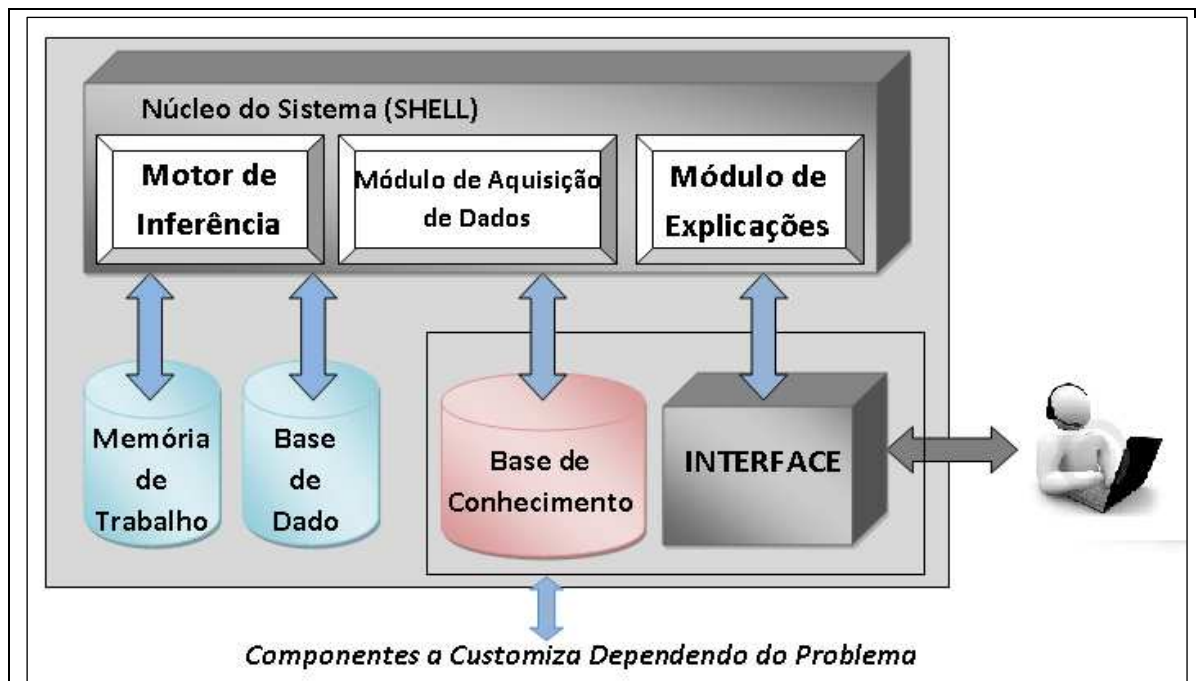 Núcleo do Sistema (SHELL)
Motor de
Inferência
Módulo de Aquisição
de Dados
Módulo de
Explicações
Memória
de
Trabalho
Base
de
Dado
Base de
Conhecimento
INTERFACE
Componentes a Customiza Dependendo do Problema